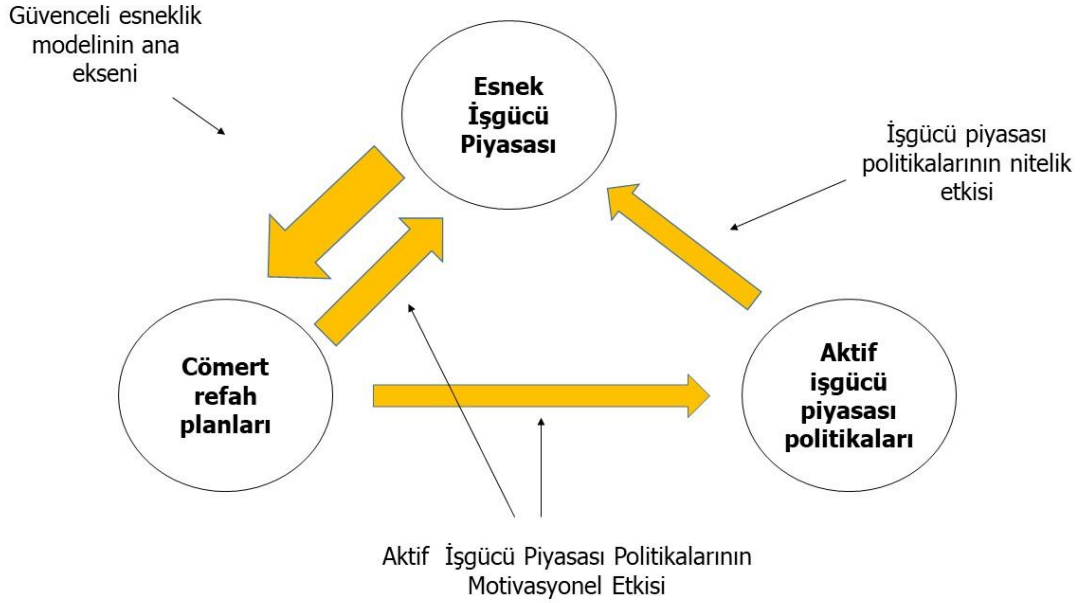 Güvenceli esneklik
modelinin ana
ekseni
Esnek
İşgücü
Piyasası
İşgücü piyasası
politikalarının nitelik
etkisi
Cömert
refah
planları
Aktif
işgücü
piyasası
politikaları
Aktif İşgücü Piyasası Politikalarının
Motivasyonel Etkisi